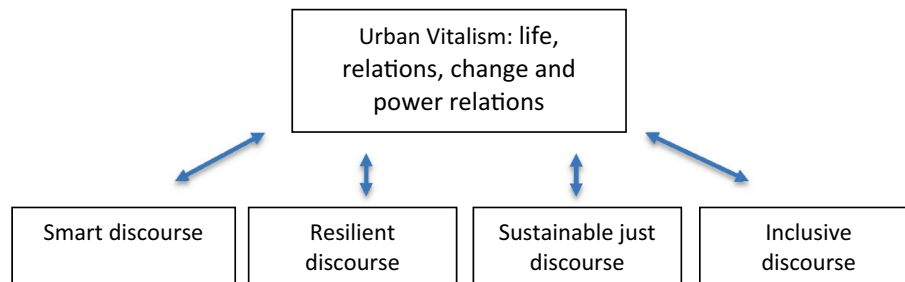 Urban Vitalism: life,
relations, change and
power relations
Smart discourse
Resilient
discourse
Sustainable just
discourse
Inclusive
discourse